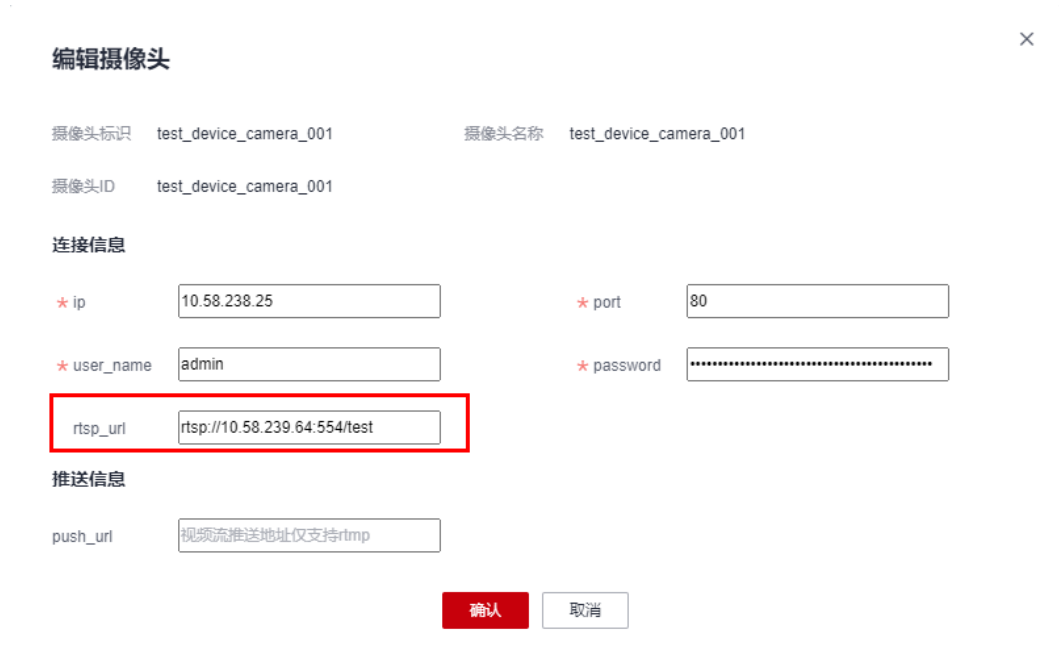 编辑摄像头
摄像头标识 test_device_camera_001 摄像头名称 test_device_camera_001
摄像头ID test_device_camera_001
连接信息
* ip 10.58.238.25 * port 80
* user_name admin * password ••••••••••••••••••••••••••••••••••••••••••••
rtsp_url rtsp://10.58.239.64:554/test
推送信息
push_url 视频流推送地址仅支持rtmp
确认 取消